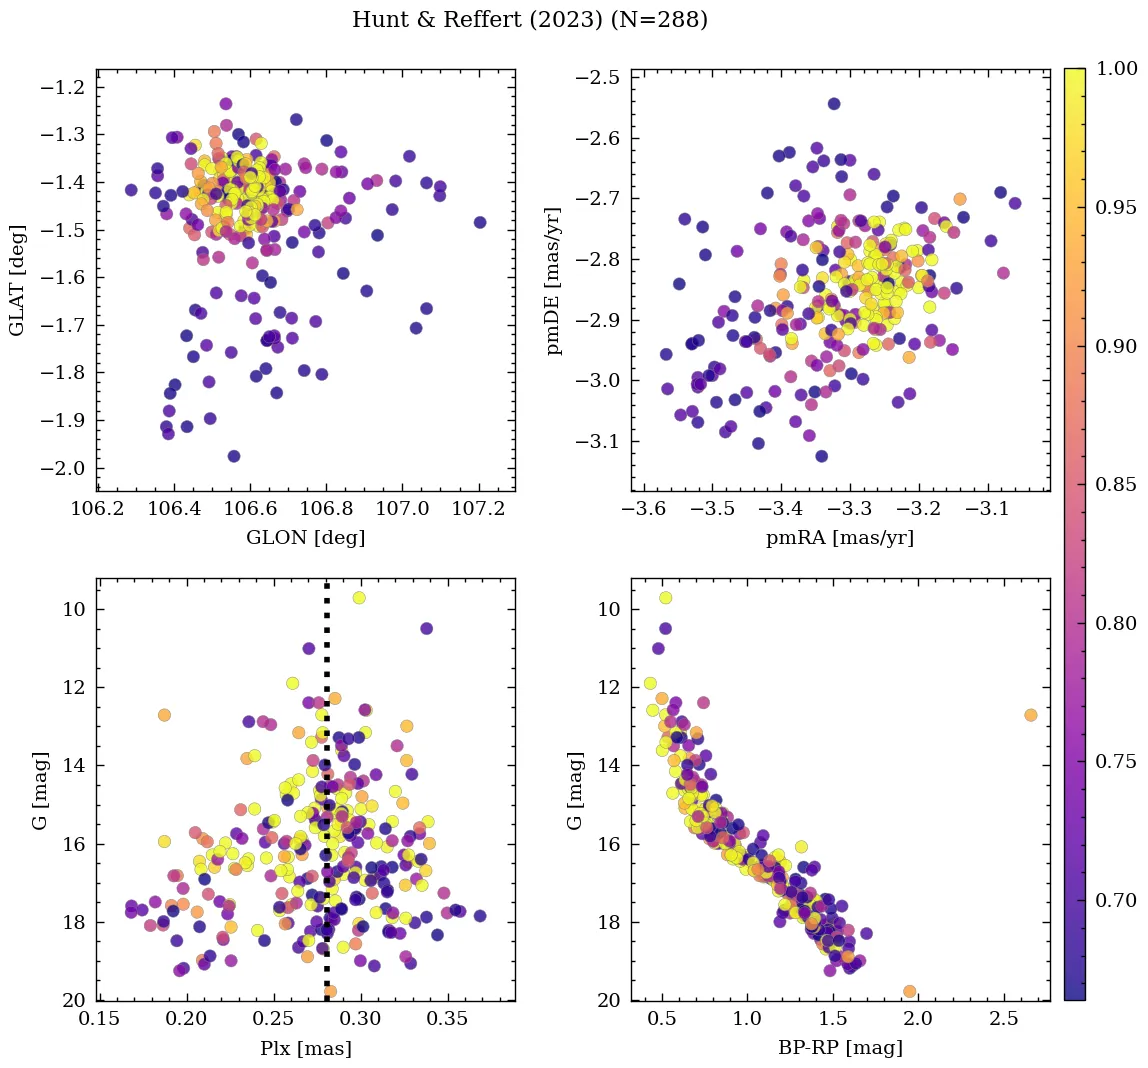 Hunt & Reffert (2023) (N=288)
−1.2
−1.3
−1.4
−1.5
−1.6
−1.7
−1.8
−1.9
−2.0
GLAT [deg]
106.2 106.4 106.6 106.8 107.0 107.2
GLON [deg]
−2.5
−2.6
−2.7
−2.8
−2.9
−3.0
−3.1
pmDE [mas/yr]
−3.6 −3.5 −3.4 −3.3 −3.2 −3.1
pmRA [mas/yr]
1.00
0.95
0.90
0.85
0.80
0.75
0.70
10
12
14
16
18
20
G [mag]
0.15 0.20 0.25 0.30 0.35
Plx [mas]
10
12
14
16
18
20
G [mag]
0.5 1.0 1.5 2.0 2.5
BP-RP [mag]